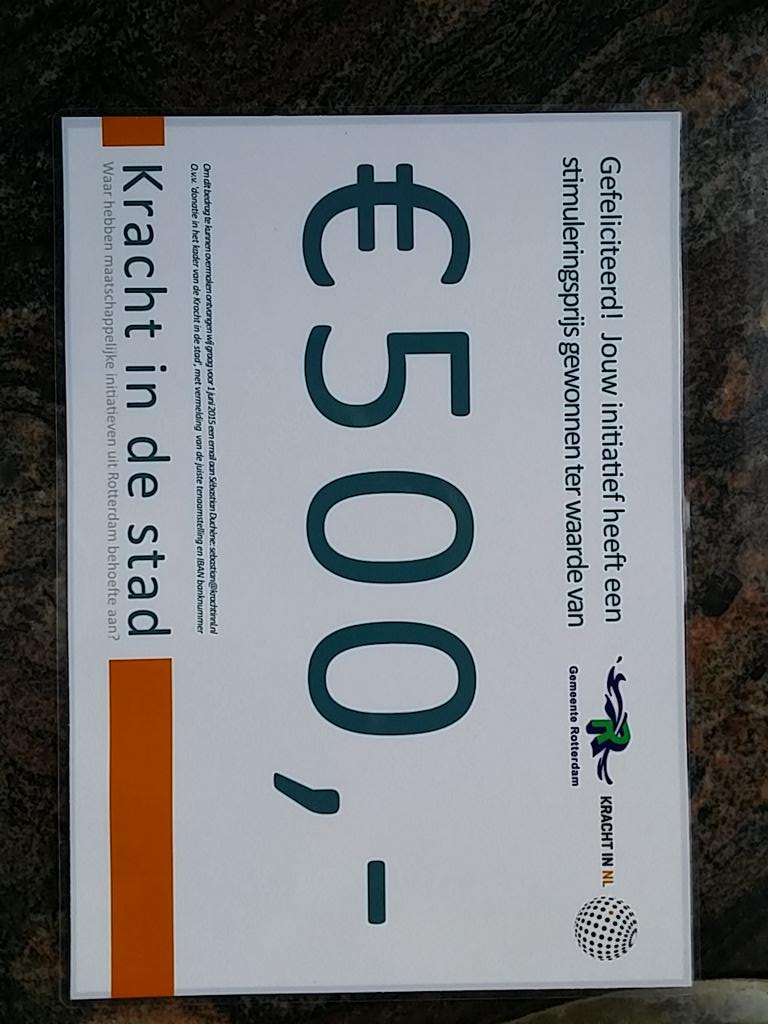 Gefeliciteerd! Jouw initiatief heeft een
stimuleringsprijs gewonnen ter waarde van
Gemeente Rotterdam
KRACHT IN NL
€500,-
Om dit bedrag te kunnen overmaken ontvangen wij graag voor 1 juni 2015 een email aan Sébastian Duchêne: sebastian@krachtinnl.nl
O.v.v. 'donatie in het kader van de Kracht in de stad', met vermelding van de juiste tenaamstelling en IBAN banknummer
Kracht in de stad
Waar hebben maatschappelijke initiatieven uit Rotterdam behoefte aan?